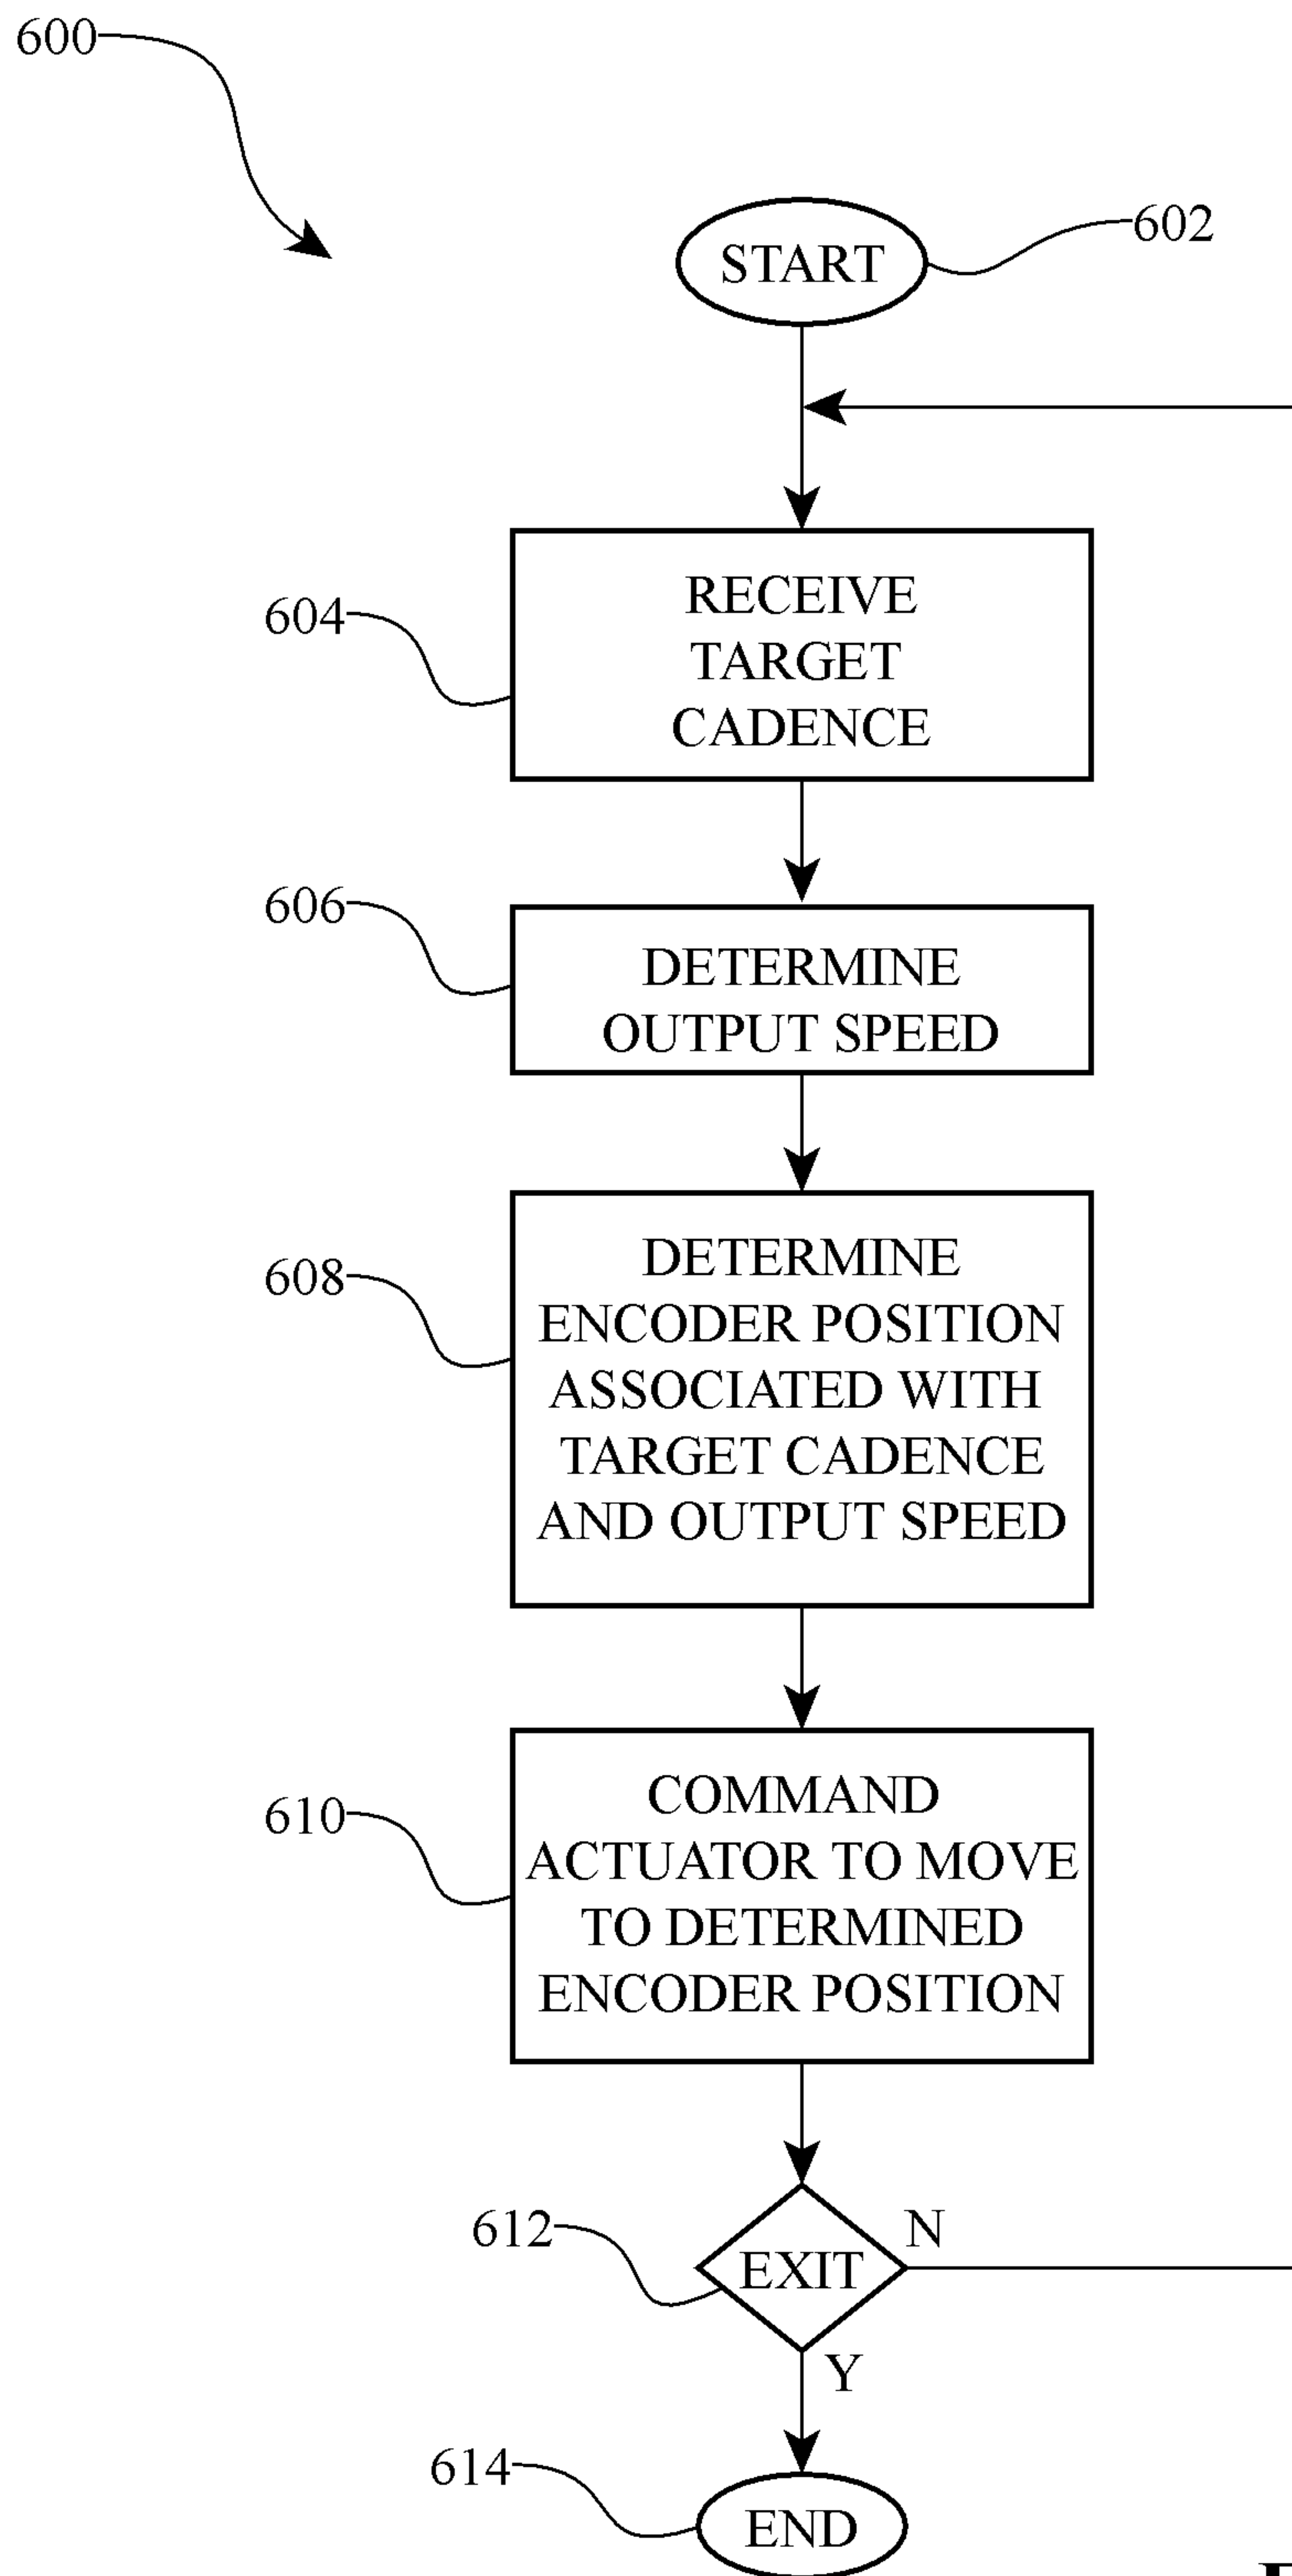 600
START
602
604
RECEIVE
TARGET
CADENCE
606
DETERMINE
OUTPUT SPEED
608
DETERMINE
ENCODER POSITION
ASSOCIATED WITH
TARGET CADENCE
AND OUTPUT SPEED
610
COMMAND
ACTUATOR TO MOVE
TO DETERMINED
ENCODER POSITION
612
EXIT
N
Y
614
END